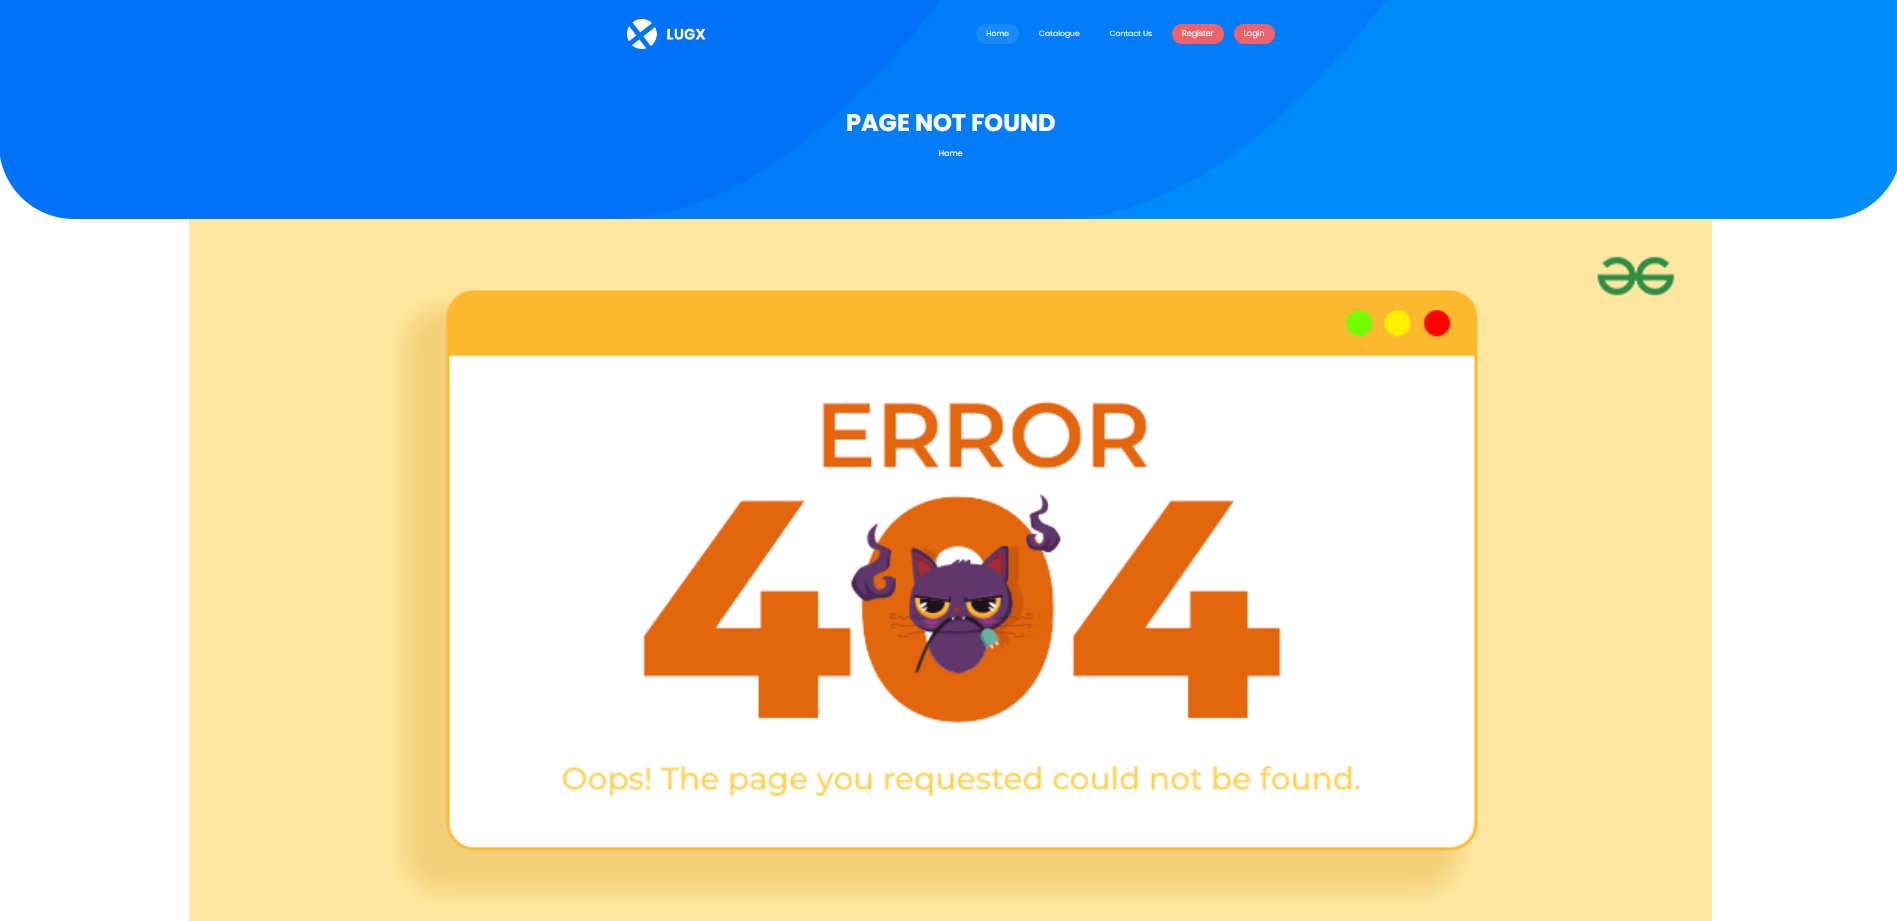 LUGX
Home Catalogue Contact Us Register Login
PAGE NOT FOUND
Home
ERROR
404
Oops! The page you requested could not be found.